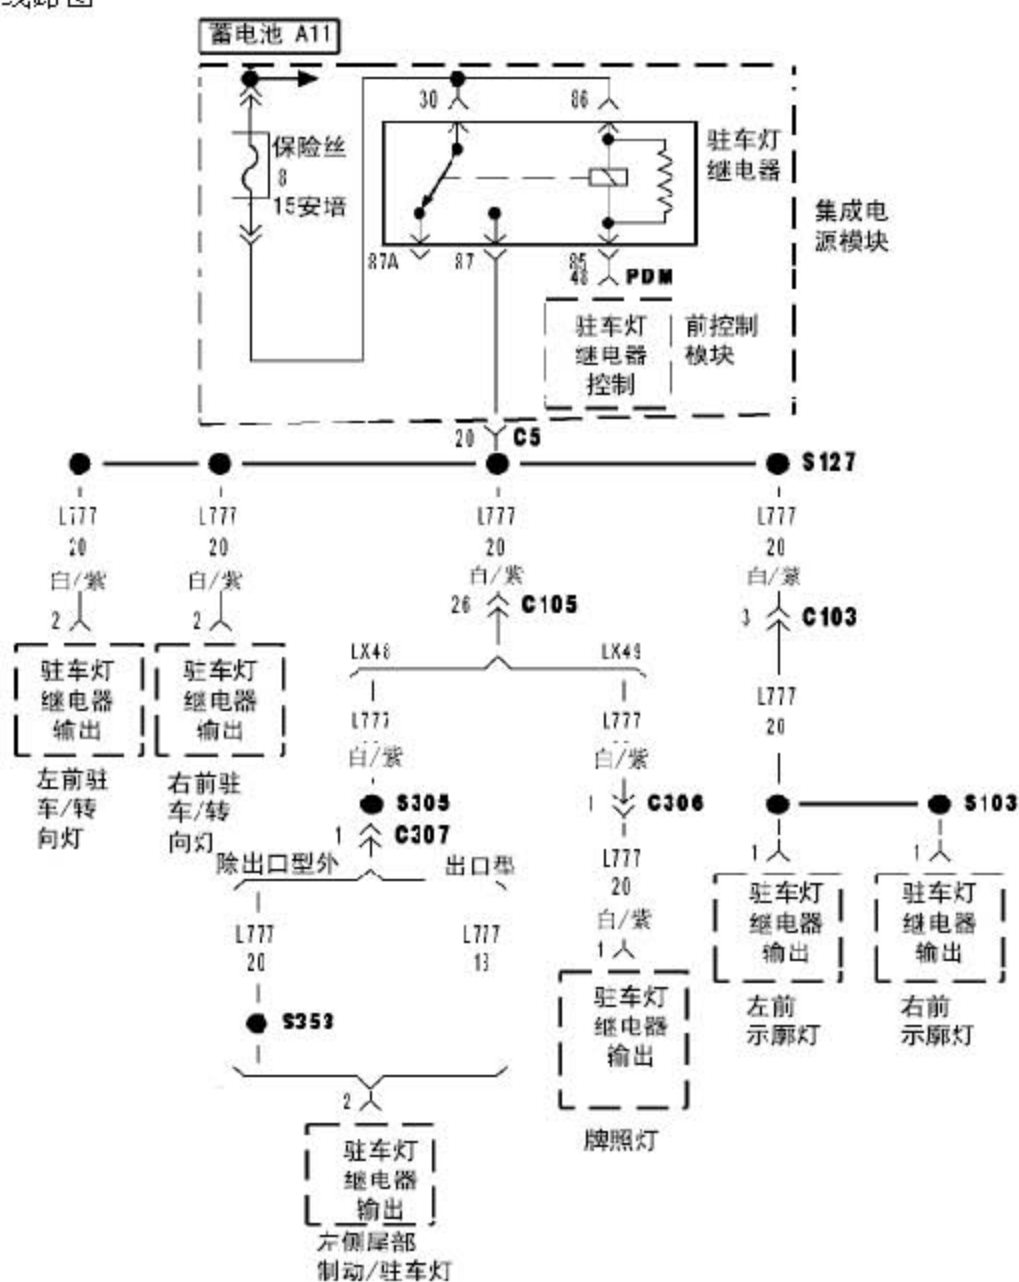 线路图
蓄电池 A11
30
86
保险丝
8
15安培
驻车灯
继电器
集成电
源模块
87A
87
85
48
PDM
驻车灯
继电器
控制
前控制
模块
20
C5
S127
L777
20
白/紫
2
L777
20
白/紫
2
L777
20
白/紫
26
C105
L777
20
白/紫
3
C103
驻车灯
继电器
输出
驻车灯
继电器
输出
LX48
LX49
L777
20
左前驻
车/转
向灯
右前驻
车/转
向灯
L777
白/紫
L777
白/紫
S305
1
C307
1
C306
S103
除出口型外
出口型
L777
20
白/紫
1
1
1
L777
20
L777
18
驻车灯
继电器
输出
驻车灯
继电器
输出
驻车灯
继电器
输出
左前
示廓灯
右前
示廓灯
S353
2
牌照灯
驻车灯
继电器
输出
左侧尾部
制动/驻车灯